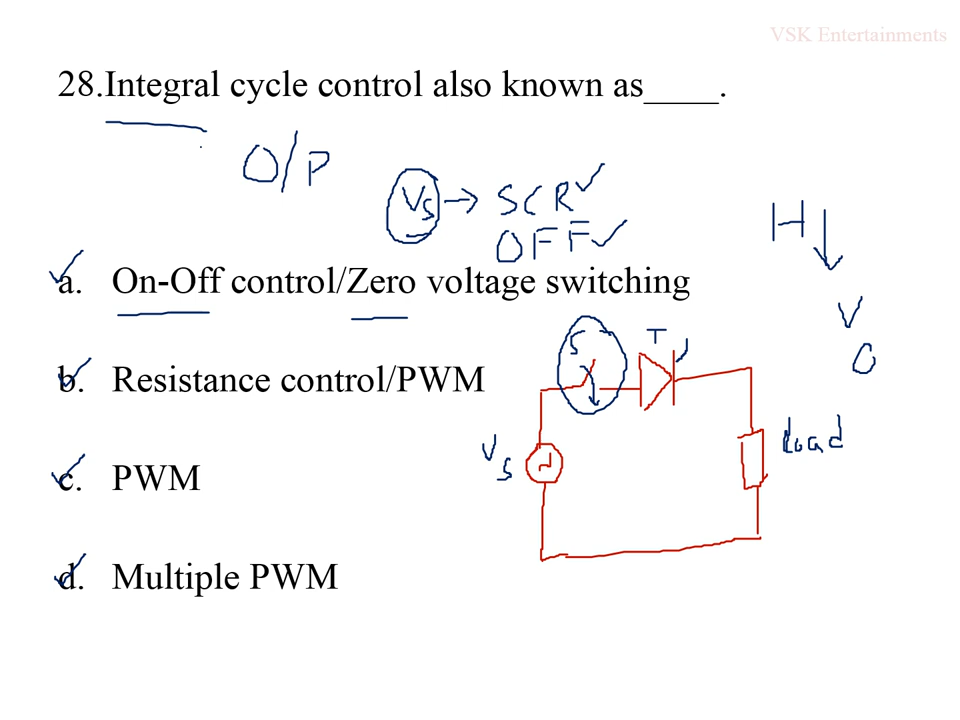 VSK Entertainments
28.Integral cycle control also known as____.
O/P
Vs → SCR ✓
OFF ✓
H ↓
a. On-Off control/Zero voltage switching
V
S T
b. Resistance control/PWM
Vs
Load
c. PWM
d. Multiple PWM